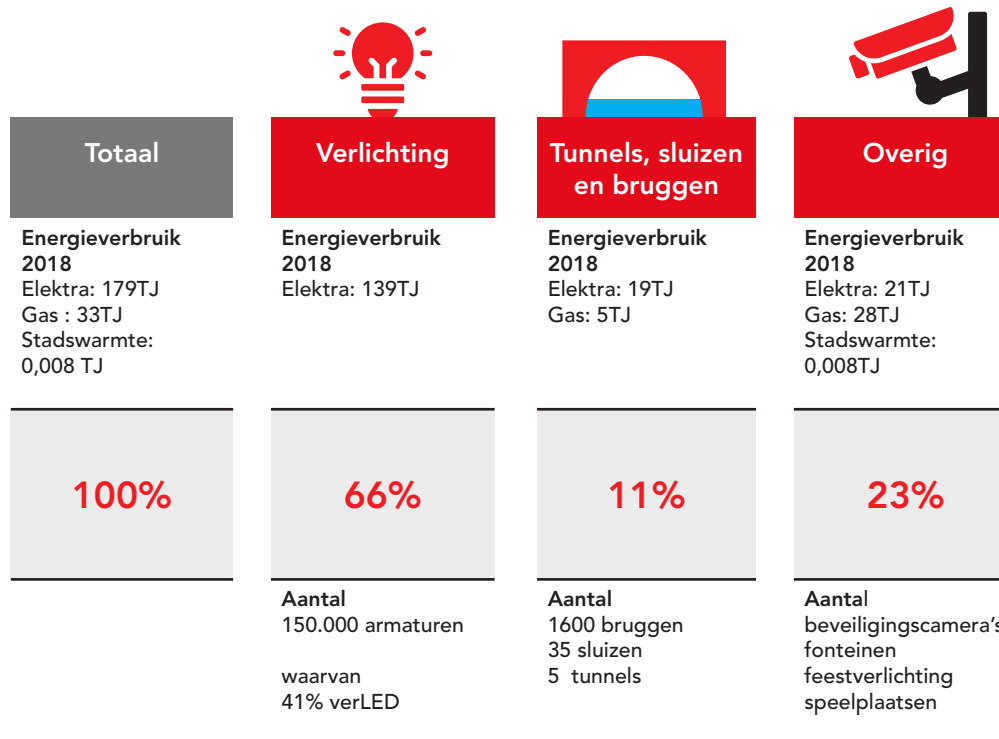 Totaal
Energieverbruik
2018
Elektra: 179TJ
Gas : 33TJ
Stadswarmte:
0,008 TJ
100%
Verlichting
Energieverbruik
2018
Elektra: 139TJ
66%
Aantal
150.000 armaturen
waarvan
41% verLED
Tunnels, sluizen
en bruggen
Energieverbruik
2018
Elektra: 19TJ
Gas: 5TJ
11%
Aantal
1600 bruggen
35 sluizen
5 tunnels
Overig
Energieverbruik
2018
Elektra: 21TJ
Gas: 28TJ
Stadswarmte:
0,008TJ
23%
Aantal
beveiligingscamera's
fonteinen
feestverlichting
speelplaatsen